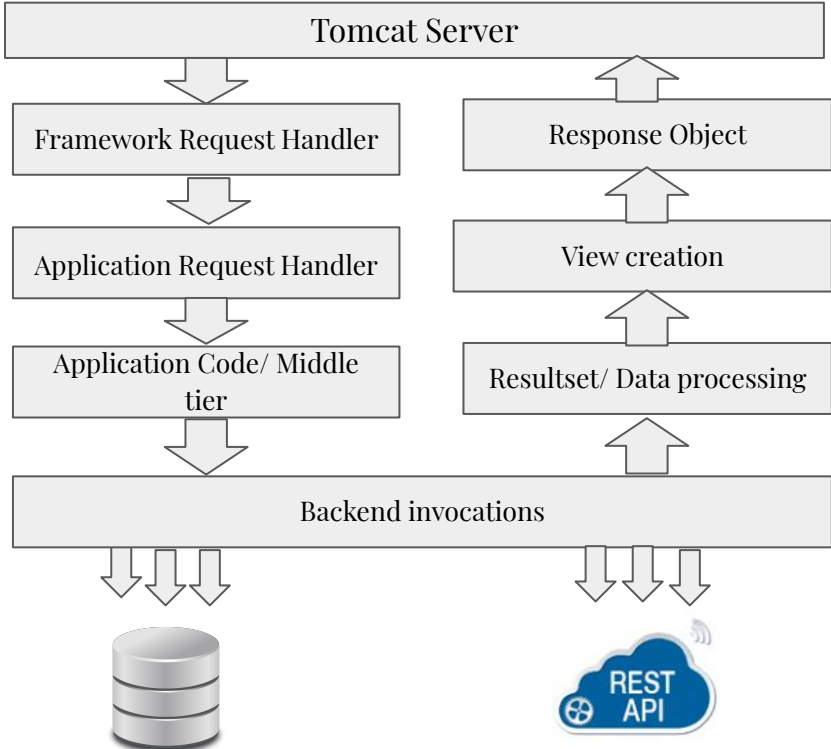 Tomcat Server
Framework Request Handler
Application Request Handler
Application Code/ Middle
tier
Response Object
View creation
Resultset/ Data processing
Backend invocations
REST
API